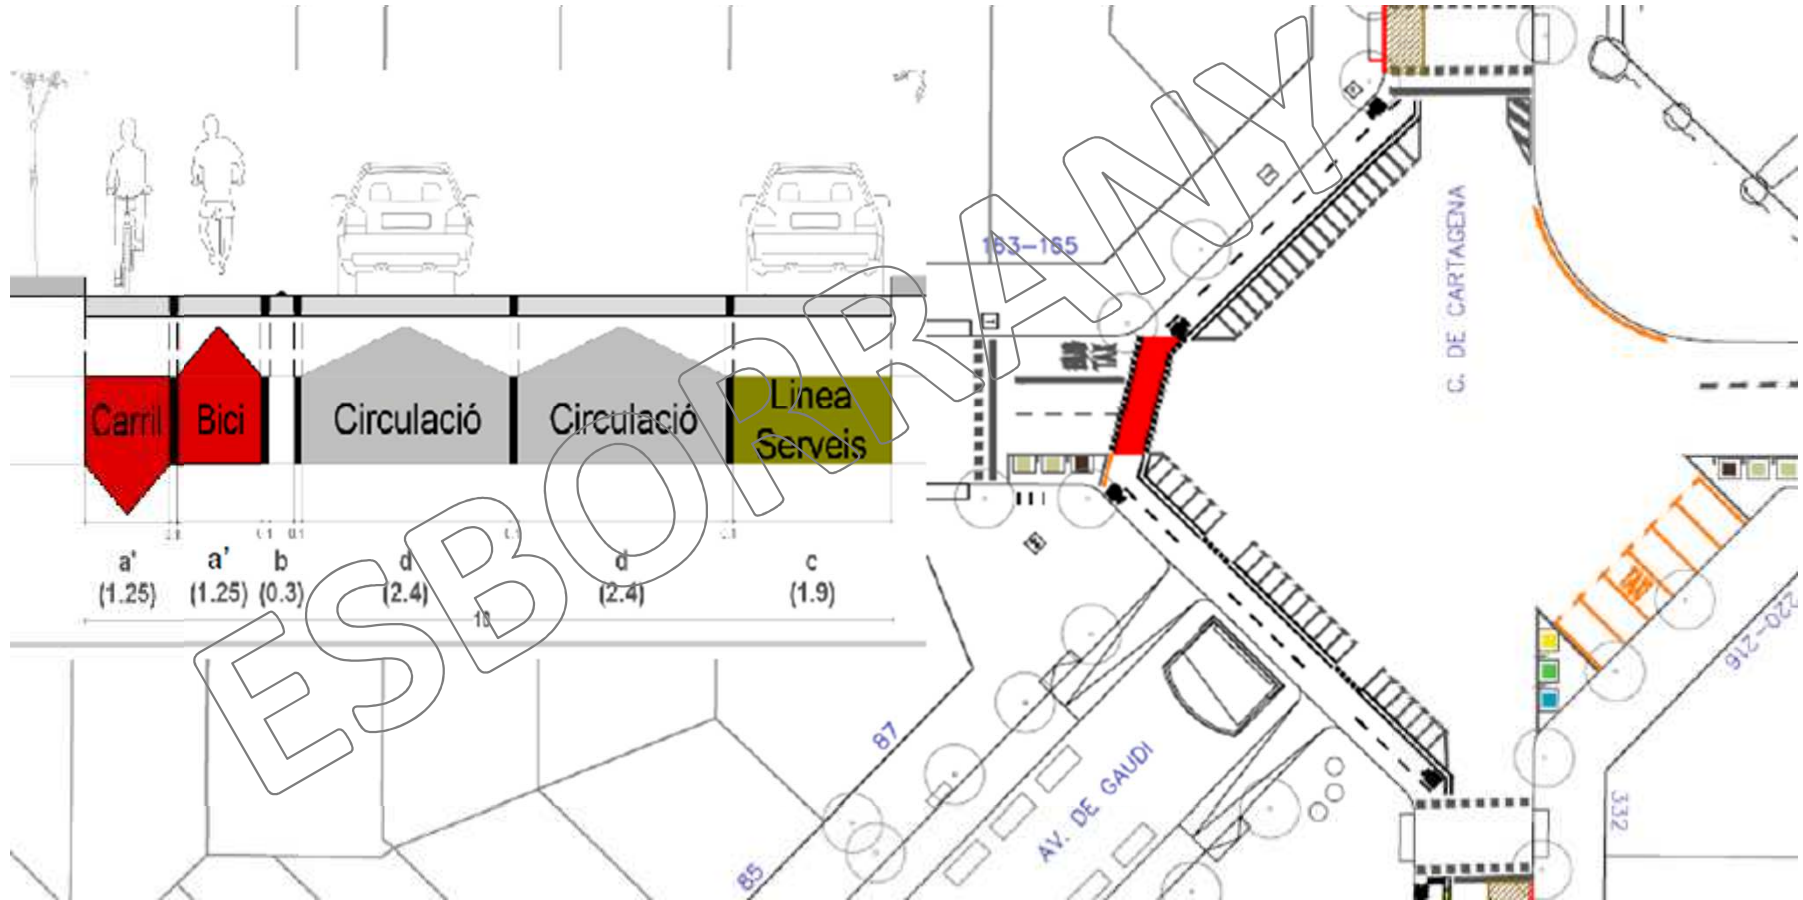 Carril
Bici
Circulació
Circulació
Linea
Serveis
a' a' b d d c
(1.25) (1.25) (0.3) (2.4) (2.4) (1.9)
10
ESBORRANY
163-165
C. DE CARTAGENA
AV. DE GAUDI
87
85
220-216
332